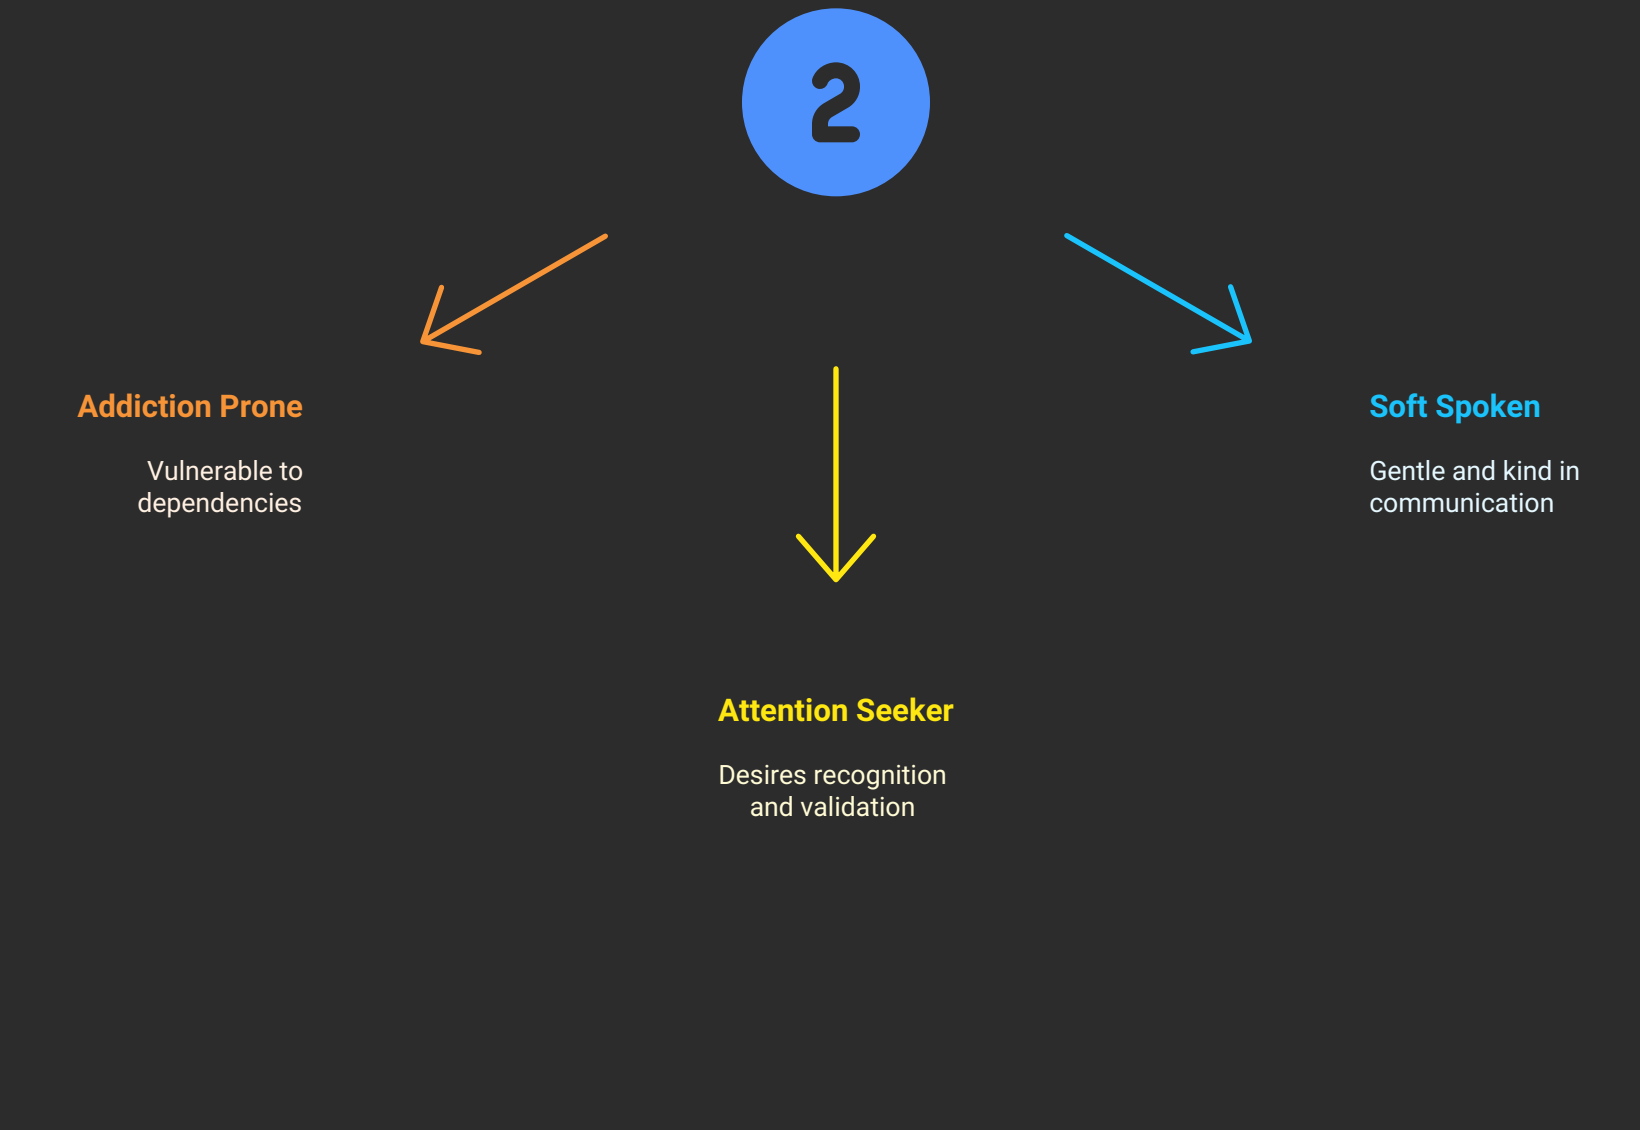 2
Addiction Prone
Vulnerable to
dependencies
Attention Seeker
Desires recognition
and validation
Soft Spoken
Gentle and kind in
communication